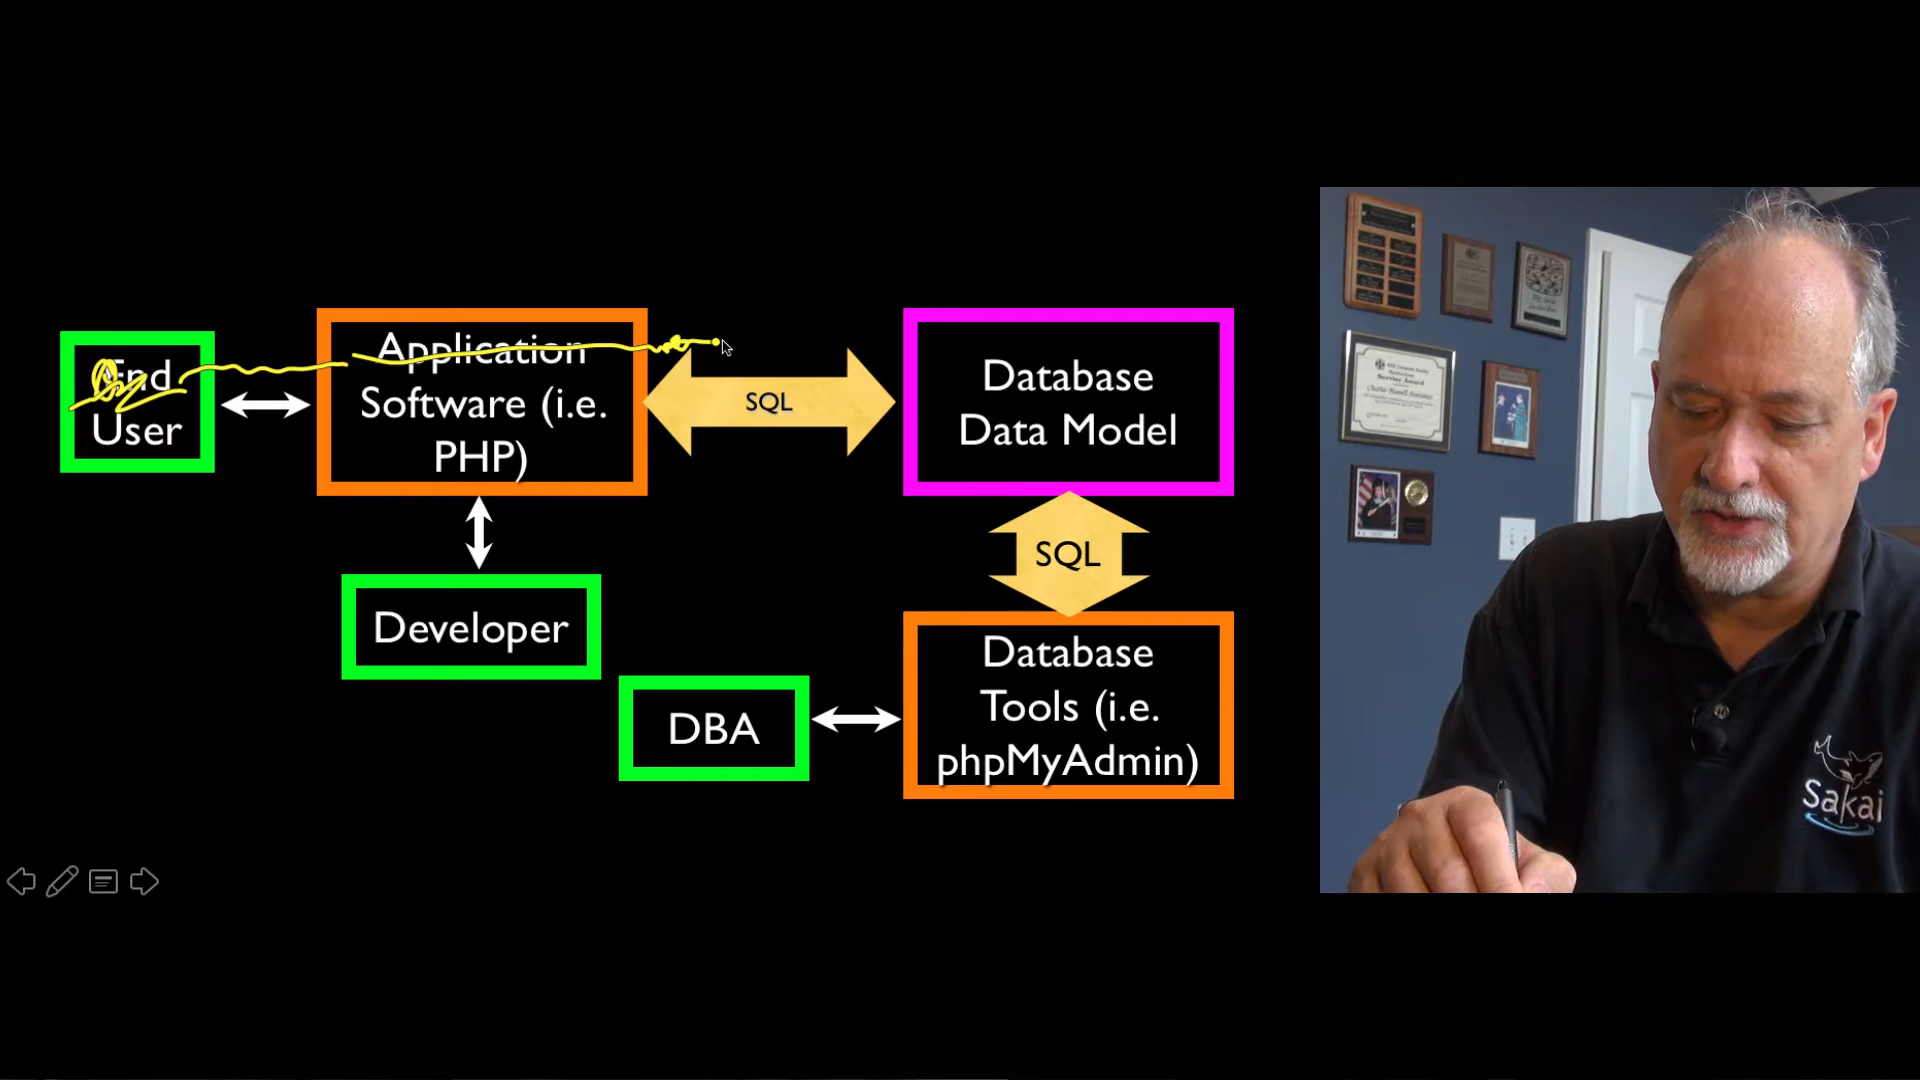 End
User
Application
Software (i.e.
PHP)
SQL
Database
Data Model
SQL
Developer
DBA
Database
Tools (i.e.
phpMyAdmin)
Sakai